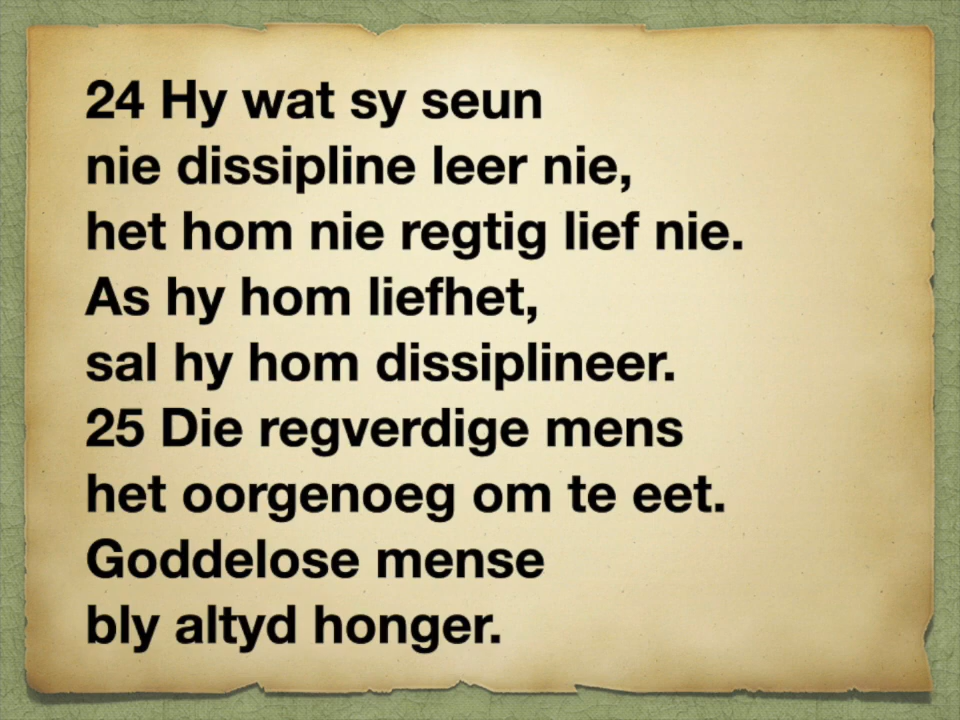 24 Hy wat sy seun
nie dissipline leer nie,
het hom nie regtig lief nie.
As hy hom liefhet,
sal hy hom dissiplineer.
25 Die regverdige mens
het oorgenoeg om te eet.
Goddelose mense
bly altyd honger.